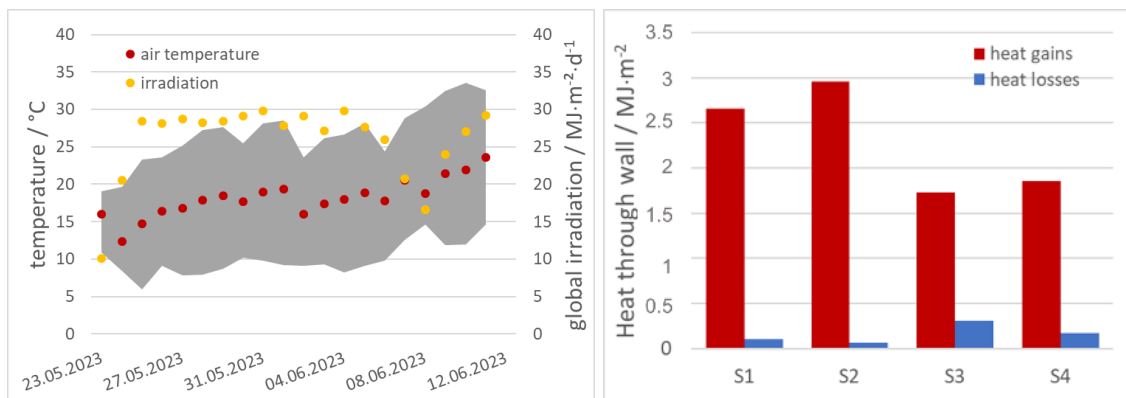 temperature / °C
40
35
30
25
20
15
10
5
0
air temperature
irradiation
40
35
30
25
20
15
10
5
0
global irradiation / MJ·m⁻²·d⁻¹
23.05.2023
27.05.2023
31.05.2023
04.06.2023
08.06.2023
12.06.2023
Heat through wall / MJ·m⁻²
3.5
3
2.5
2
1.5
1
0.5
0
heat gains
heat losses
S1
S2
S3
S4